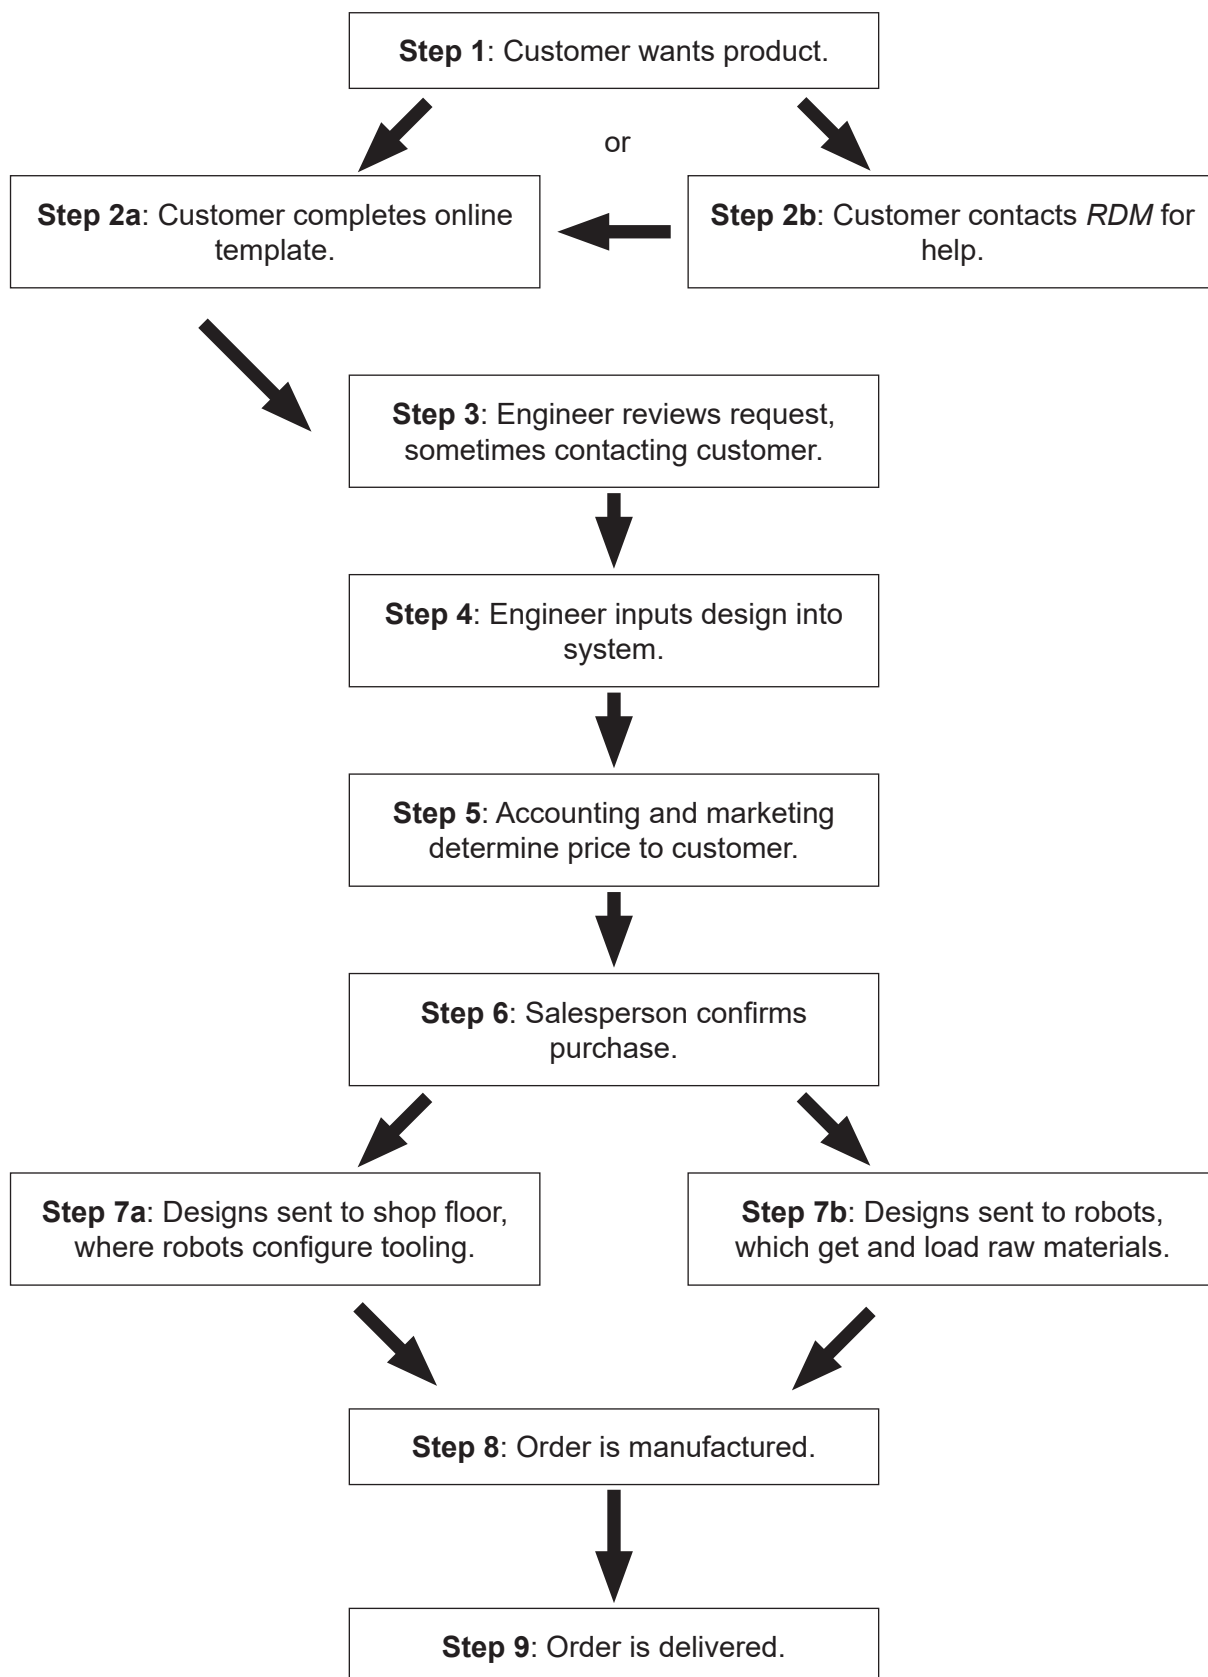 Step 1: Customer wants product.
or
Step 2a: Customer completes online
template.
Step 2b: Customer contacts RDM for
help.
Step 3: Engineer reviews request,
sometimes contacting customer.
Step 4: Engineer inputs design into
system.
Step 5: Accounting and marketing
determine price to customer.
Step 6: Salesperson confirms
purchase.
Step 7a: Designs sent to shop floor,
where robots configure tooling.
Step 7b: Designs sent to robots,
which get and load raw materials.
Step 8: Order is manufactured.
Step 9: Order is delivered.